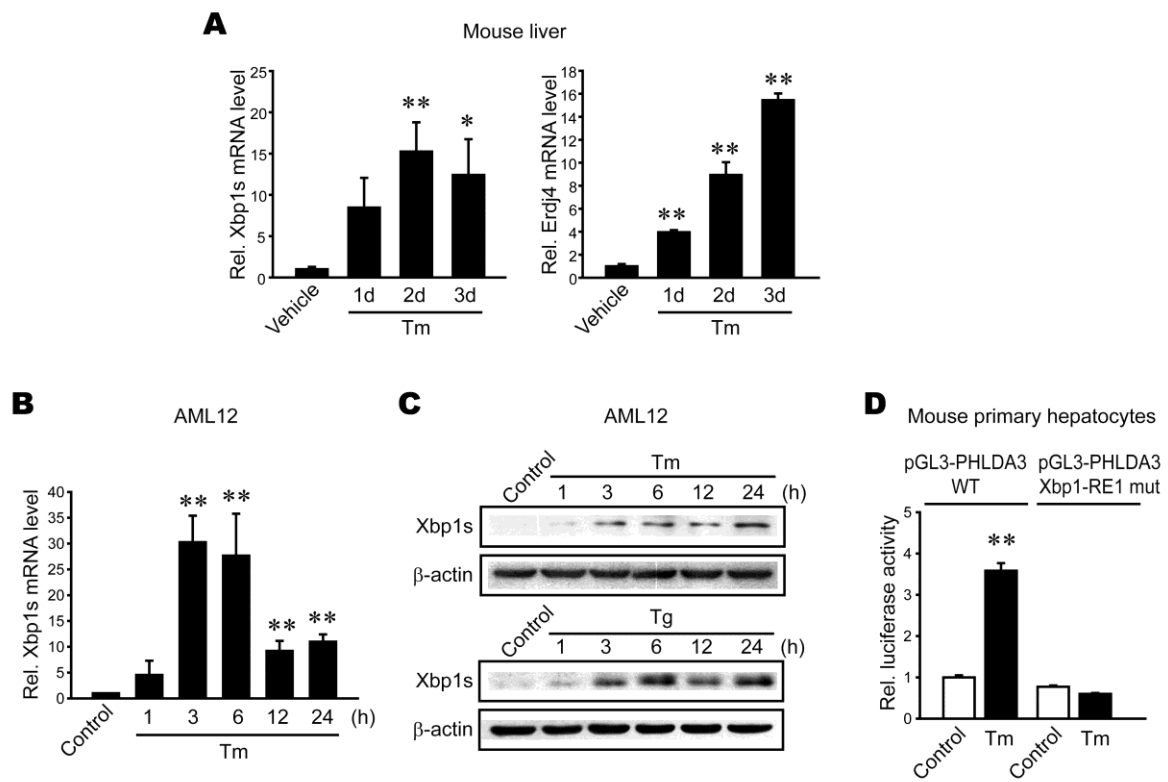 A
Mouse liver
Rel. Xbp1s mRNA level
25
20
15
10
5
0
**
*
Vehicle
1d 2d 3d
Tm
Rel. Erdj4 mRNA level
18
16
14
12
10
8
6
4
2
0
**
**
**
Vehicle
1d 2d 3d
Tm
B
AML12
Rel. Xbp1s mRNA level
40
35
30
25
20
15
10
5
0
** **
** **
Control
1 3 6 12 24 (h)
Tm
C
AML12
Control
Tm
1 3 6 12 24 (h)
Xbp1s
β-actin
Control
Tg
1 3 6 12 24 (h)
Xbp1s
β-actin
D
Mouse primary hepatocytes
pGL3-PHLDA3 WT
pGL3-PHLDA3 Xbp1-RE1 mut
Rel. luciferase activity
5
4
3
2
1
0
**
Control Tm Control Tm